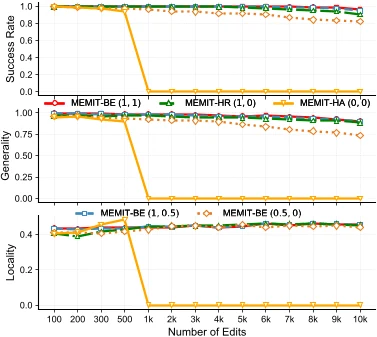 Success Rate
1.0
0.8
0.6
0.4
0.2
0.0
MEMIT-BE (1, 1) MEMIT-HR (1, 0) MEMIT-HA (0, 0)
Generality
1.00
0.75
0.50
0.25
0.00
MEMIT-BE (1, 0.5) MEMIT-BE (0.5, 0)
Locality
0.4
0.2
0.0
100 200 300 500 1k 2k 3k 4k 5k 6k 7k 8k 9k 10k
Number of Edits